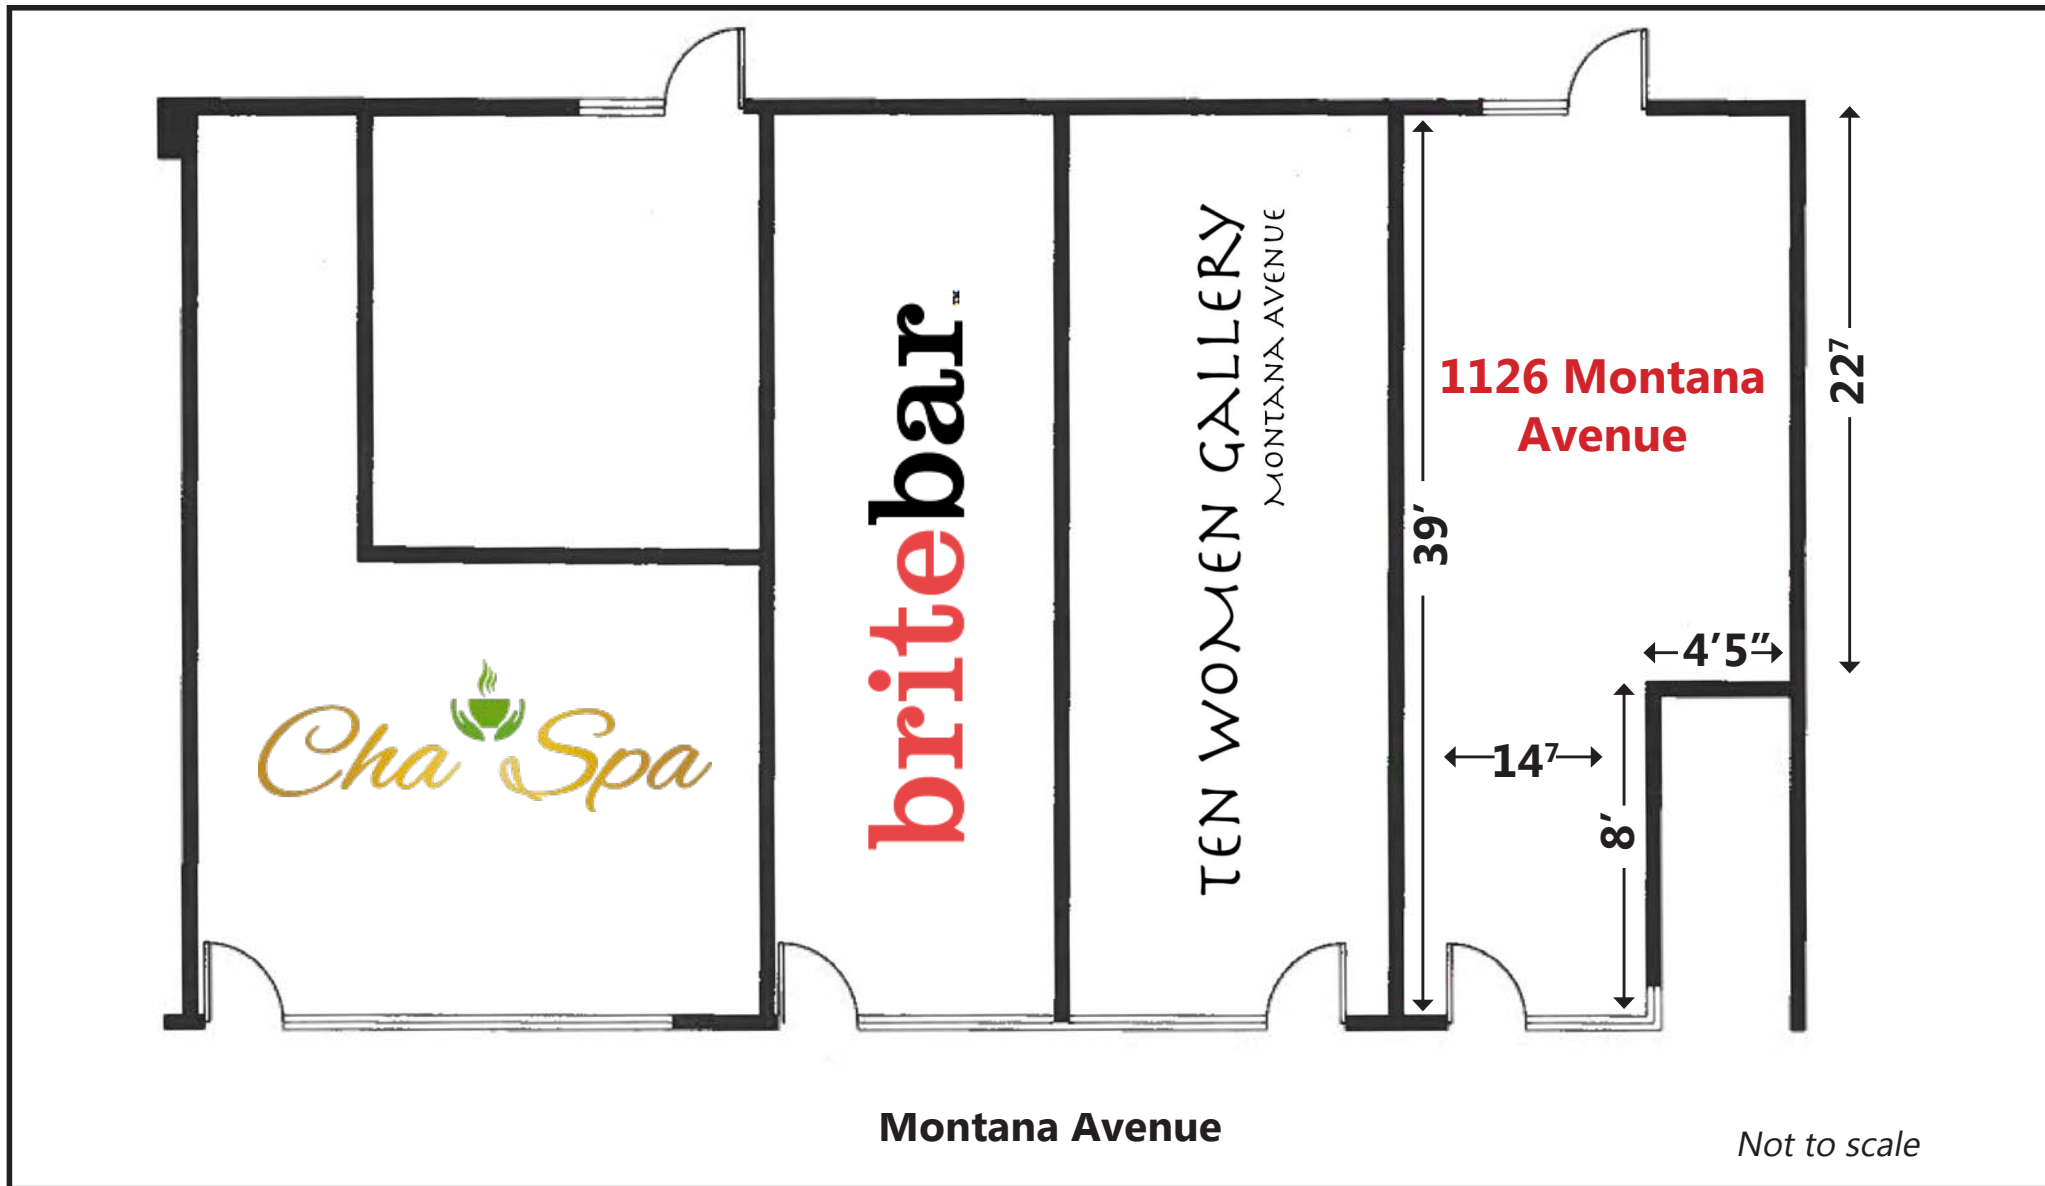 Cha Spa
britebar™
TEN WOMEN GALLERY
MONTANA AVENUE
1126 Montana
Avenue
39′
22⁷
4′5″
14⁷
8′
Montana Avenue
Not to scale